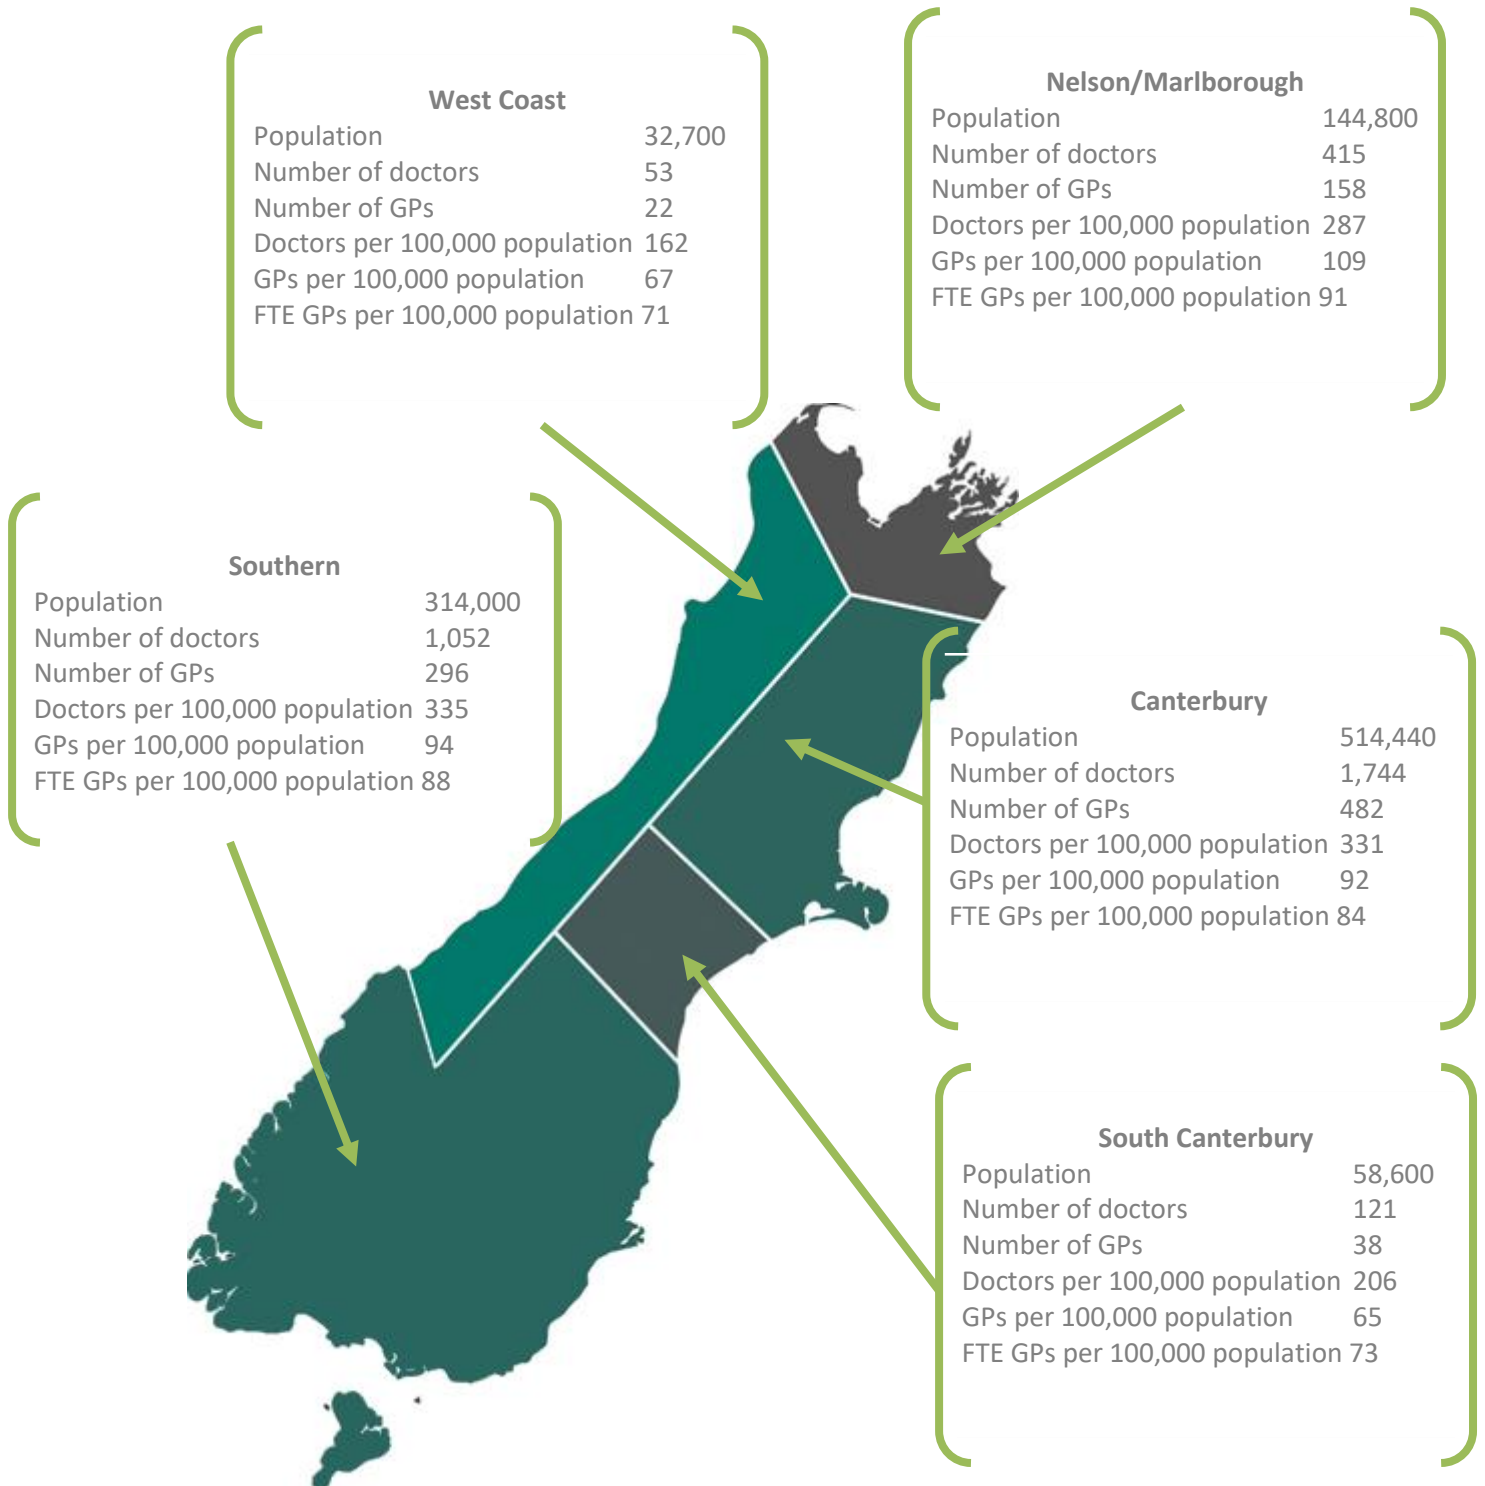 West Coast
Population 32,700
Number of doctors 53
Number of GPs 22
Doctors per 100,000 population 162
GPs per 100,000 population 67
FTE GPs per 100,000 population 71
Nelson/Marlborough
Population 144,800
Number of doctors 415
Number of GPs 158
Doctors per 100,000 population 287
GPs per 100,000 population 109
FTE GPs per 100,000 population 91
Southern
Population 314,000
Number of doctors 1,052
Number of GPs 296
Doctors per 100,000 population 335
GPs per 100,000 population 94
FTE GPs per 100,000 population 88
Canterbury
Population 514,440
Number of doctors 1,744
Number of GPs 482
Doctors per 100,000 population 331
GPs per 100,000 population 92
FTE GPs per 100,000 population 84
South Canterbury
Population 58,600
Number of doctors 121
Number of GPs 38
Doctors per 100,000 population 206
GPs per 100,000 population 65
FTE GPs per 100,000 population 73